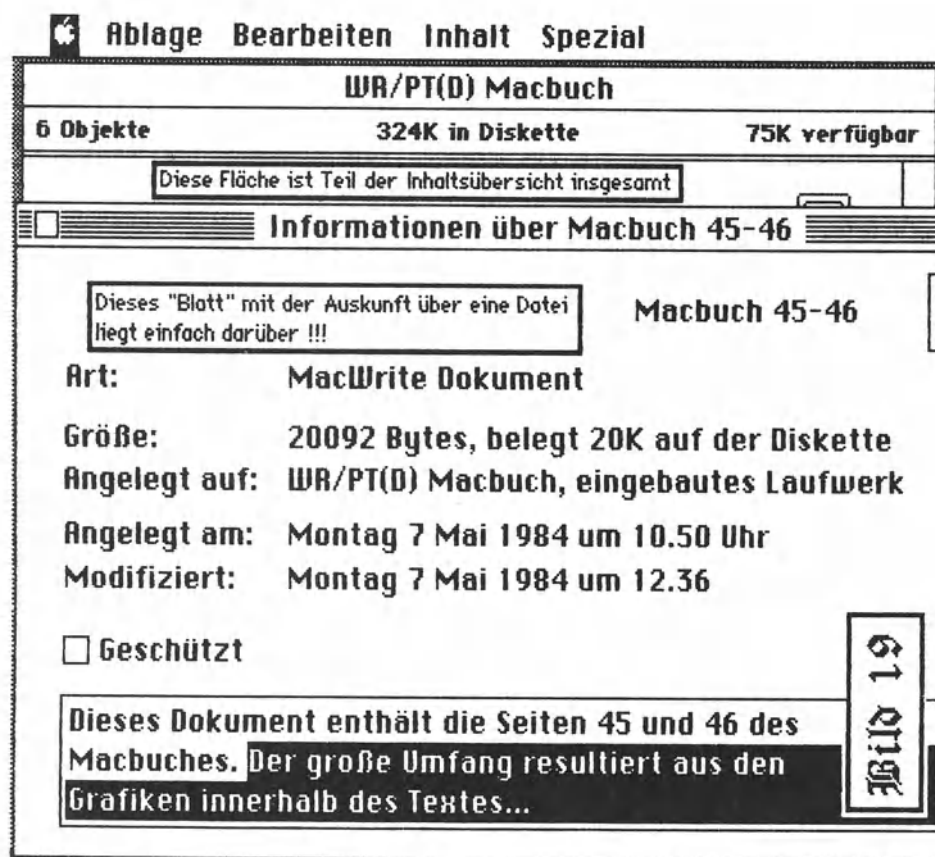 Ablage Bearbeiten Inhalt Spezial
WR/PT(D) Macbuch
6 Objekte 324K in Diskette 75K verfügbar
Diese Fläche ist Teil der Inhaltsübersicht insgesamt
Informationen über Macbuch 45-46
Dieses "Blatt" mit der Auskunft über eine Datei
liegt einfach darüber !!!
Macbuch 45-46
Art: MacWrite Dokument
Größe: 20092 Bytes, belegt 20K auf der Diskette
Angelegt auf: WR/PT(D) Macbuch, eingebautes Laufwerk
Angelegt am: Montag 7 Mai 1984 um 10.50 Uhr
Modifiziert: Montag 7 Mai 1984 um 12.36
Geschützt
Dieses Dokument enthält die Seiten 45 und 46 des
Macbuches. Der große Umfang resultiert aus den
Grafiken innerhalb des Textes...
Bild 19